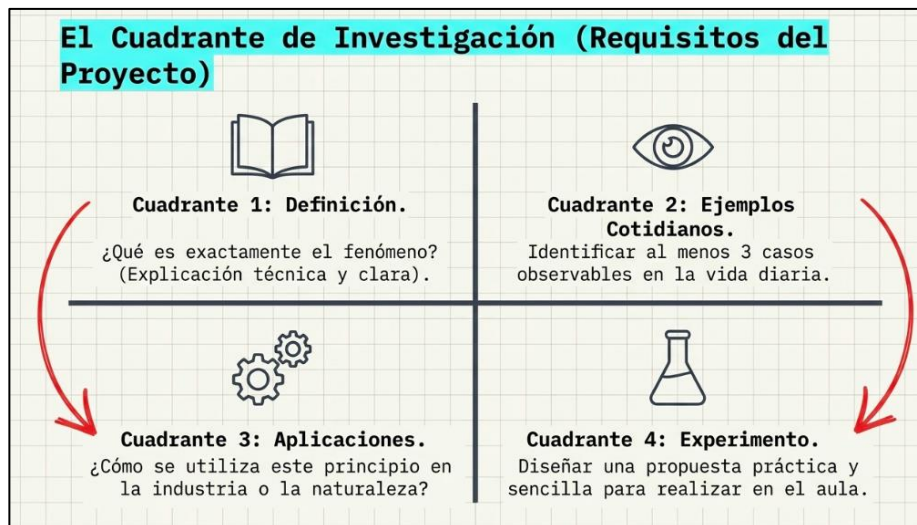 El Cuadrante de Investigación (Requisitos del
Proyecto)
Cuadrante 1: Definición.
¿Qué es exactamente el fenómeno?
(Explicación técnica y clara).
Cuadrante 2: Ejemplos
Cotidianos.
Identificar al menos 3 casos
observables en la vida diaria.
Cuadrante 3: Aplicaciones.
¿Cómo se utiliza este principio en
la industria o la naturaleza?
Cuadrante 4: Experimento.
Diseñar una propuesta práctica y
sencilla para realizar en el aula.